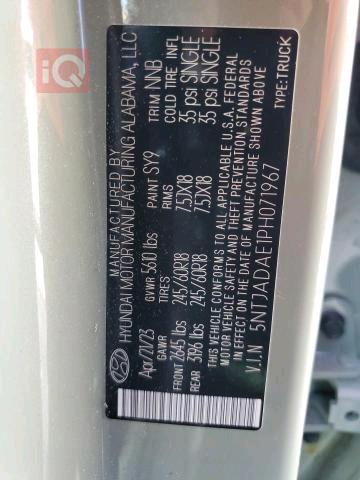 iQ
MANUFACTURED BY
HYUNDAI MOTOR MANUFACTURING ALABAMA, LLC
Apr/21/23 GVWR 5610 lbs PAINT SY9 TRIM NNB
TIRES RIMS COLD TIRE INFL
FRONT 2645 lbs 245/60R18 7.5JX18 35 psi SINGLE
REAR 3196 lbs 245/60R18 7.5JX18 35 psi SINGLE
THIS VEHICLE CONFORMS TO ALL APPLICABLE U.S.A. FEDERAL
MOTOR VEHICLE SAFETY AND THEFT PREVENTION STANDARDS
IN EFFECT ON THE DATE OF MANUFACTURE SHOWN ABOVE
V.I.N 5NTJADAE1PH071967
TYPE:TRUCK